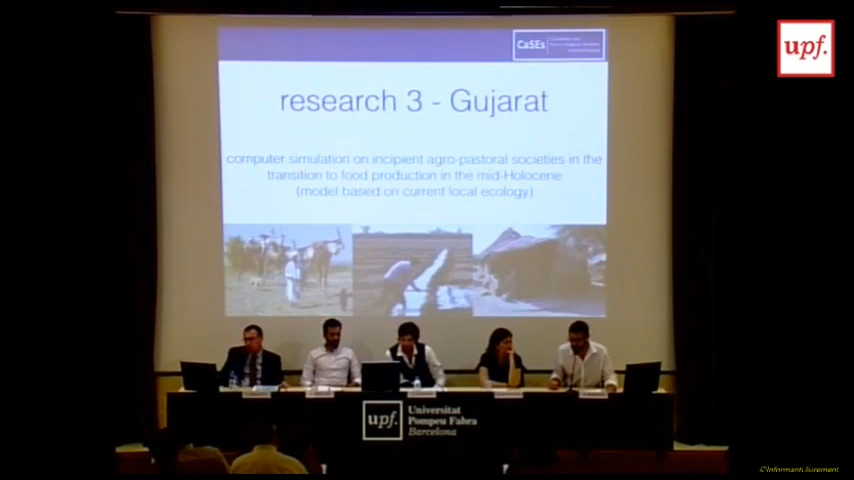 CaSEs
upf.
research 3 - Gujarat
computer simulation on incipient agro-pastoral societies in the
transition to food production in the mid-Holocene
(model based on current local ecology)
upf.
Universitat
Pompeu Fabra
Barcelona